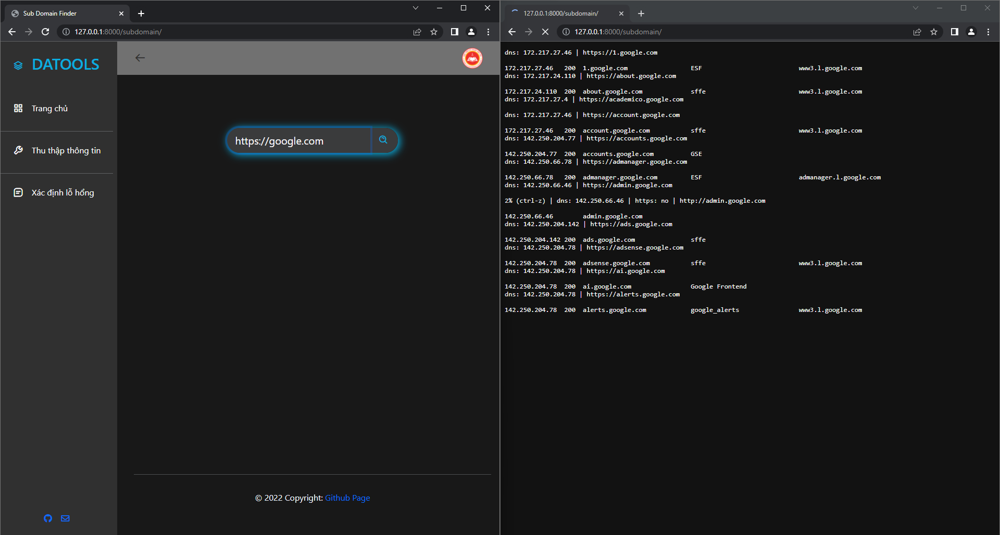 Sub Domain Finder
127.0.0.1:8000/subdomain/
DATOOLS
Trang chủ
Thu thập thông tin
Xác định lỗ hổng
https://google.com
© 2022 Copyright: Github Page
127.0.0.1:8000/subdomain/
127.0.0.1:8000/subdomain/
dns: 172.217.27.46 | https://1.google.com
172.217.27.46 200 1.google.com ESF www3.l.google.com
dns: 172.217.24.110 | https://about.google.com
172.217.24.110 200 about.google.com sffe www3.l.google.com
dns: 172.217.27.4 | https://academico.google.com
dns: 172.217.27.46 | https://account.google.com
172.217.27.46 200 account.google.com sffe www3.l.google.com
dns: 142.250.204.77 | https://accounts.google.com
142.250.204.77 200 accounts.google.com GSE
dns: 142.250.66.78 | https://admanager.google.com
142.250.66.78 200 admanager.google.com ESF admanager.l.google.com
dns: 142.250.66.46 | https://admin.google.com
2% (ctrl-z) | dns: 142.250.66.46 | https: no | http://admin.google.com
142.250.66.46 admin.google.com
dns: 142.250.204.142 | https://ads.google.com
142.250.204.142 200 ads.google.com sffe
dns: 142.250.204.78 | https://adsense.google.com
142.250.204.78 200 adsense.google.com sffe www3.l.google.com
dns: 142.250.204.78 | https://ai.google.com
142.250.204.78 200 ai.google.com Google Frontend
dns: 142.250.204.78 | https://alerts.google.com
142.250.204.78 200 alerts.google.com google_alerts www3.l.google.com